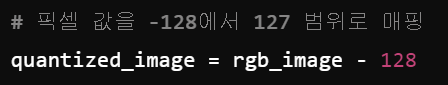 # 픽셀 값을 -128에서 127 범위로 매핑
quantized_image = rgb_image - 128